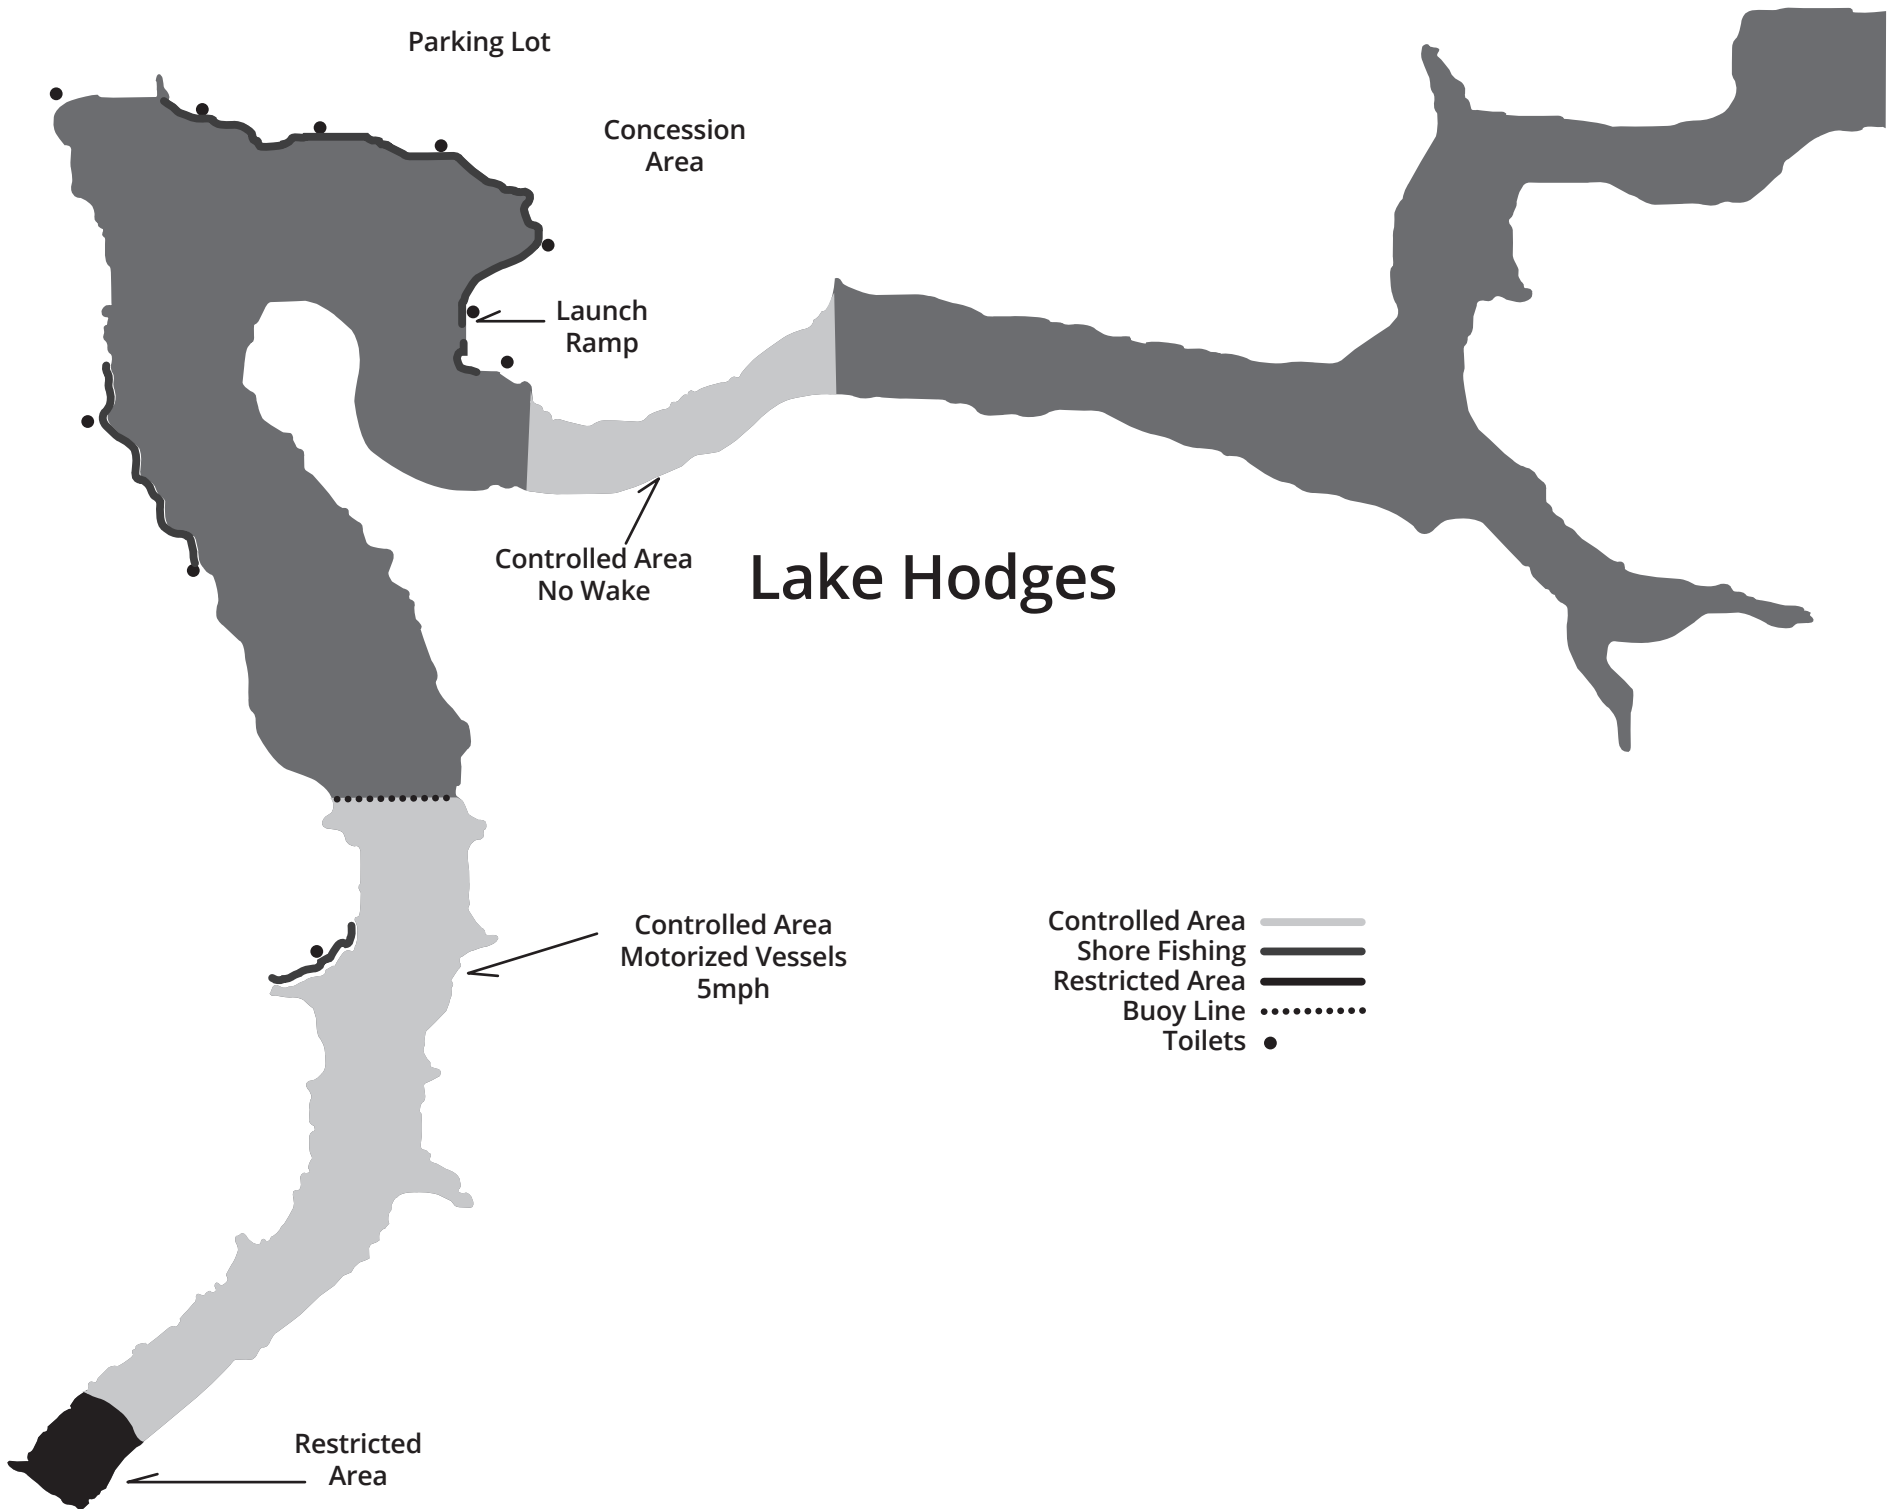 Parking Lot
Concession
Area
Launch
Ramp
Controlled Area
No Wake
Lake Hodges
Controlled Area
Motorized Vessels
5mph
Controlled Area
Shore Fishing
Restricted Area
Buoy Line
Toilets
Restricted
Area